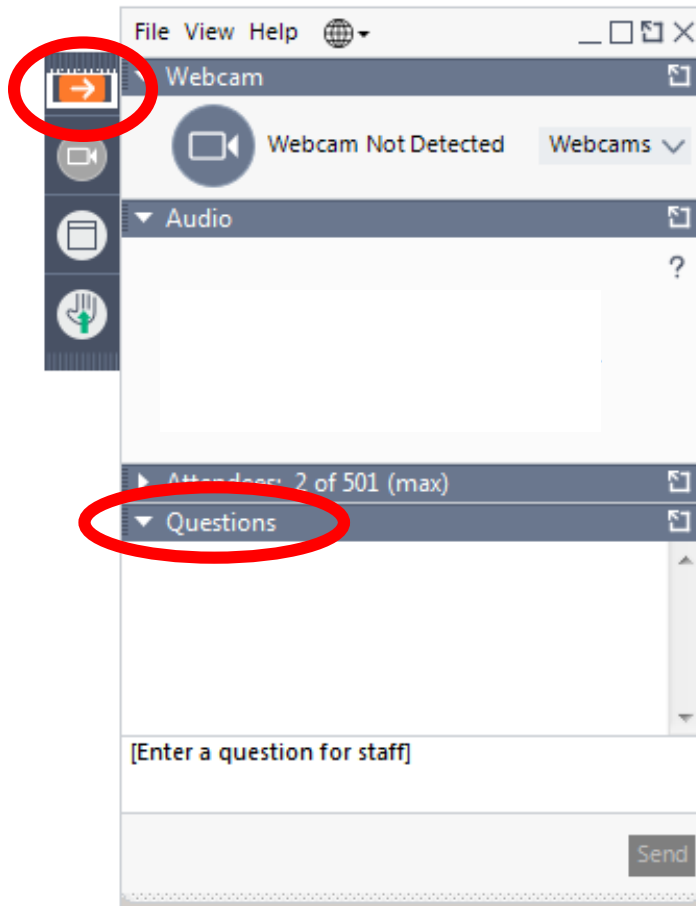 File View Help
Webcam
Webcam Not Detected Webcams
Audio
?
Attendees: 2 of 501 (max)
Questions
[Enter a question for staff]
Send